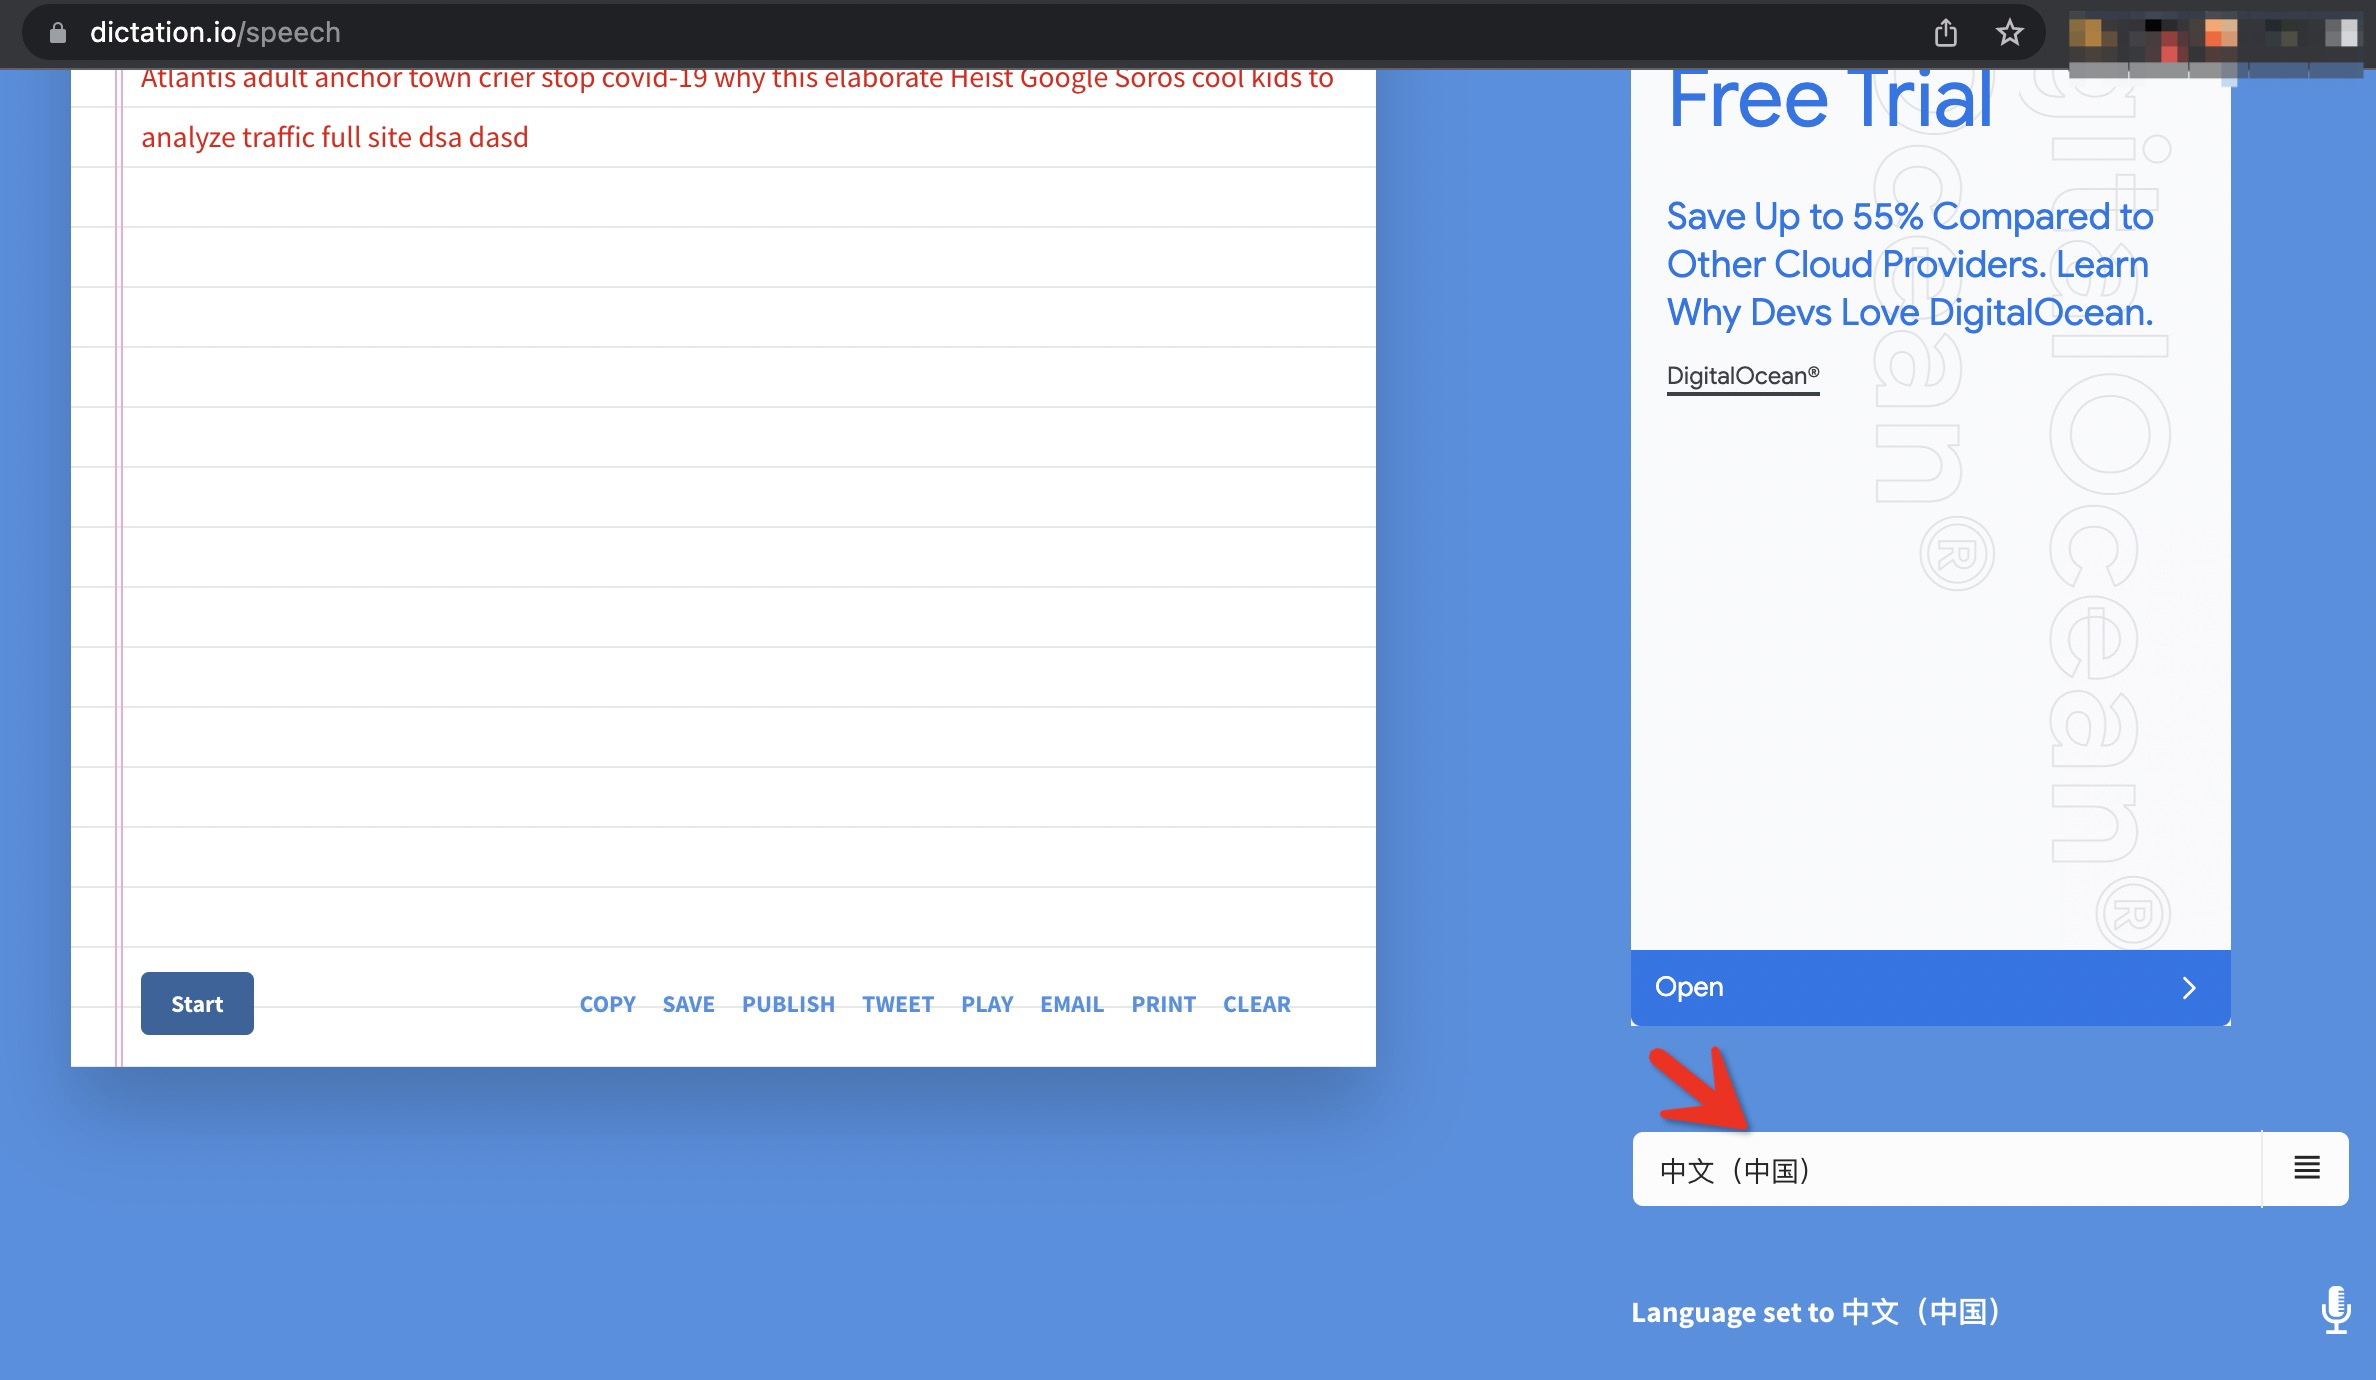 dictation.io/speech
Atlantis adult anchor town crier stop covid-19 why this elaborate Heist Google Soros cool kids to
analyze traffic full site dsa dasd
Start
COPY SAVE PUBLISH TWEET PLAY EMAIL PRINT CLEAR
Free Trial
Save Up to 55% Compared to
Other Cloud Providers. Learn
Why Devs Love DigitalOcean.
DigitalOcean®
ocean®
gitalOcean®
Open
中文（中国）
Language set to 中文（中国）